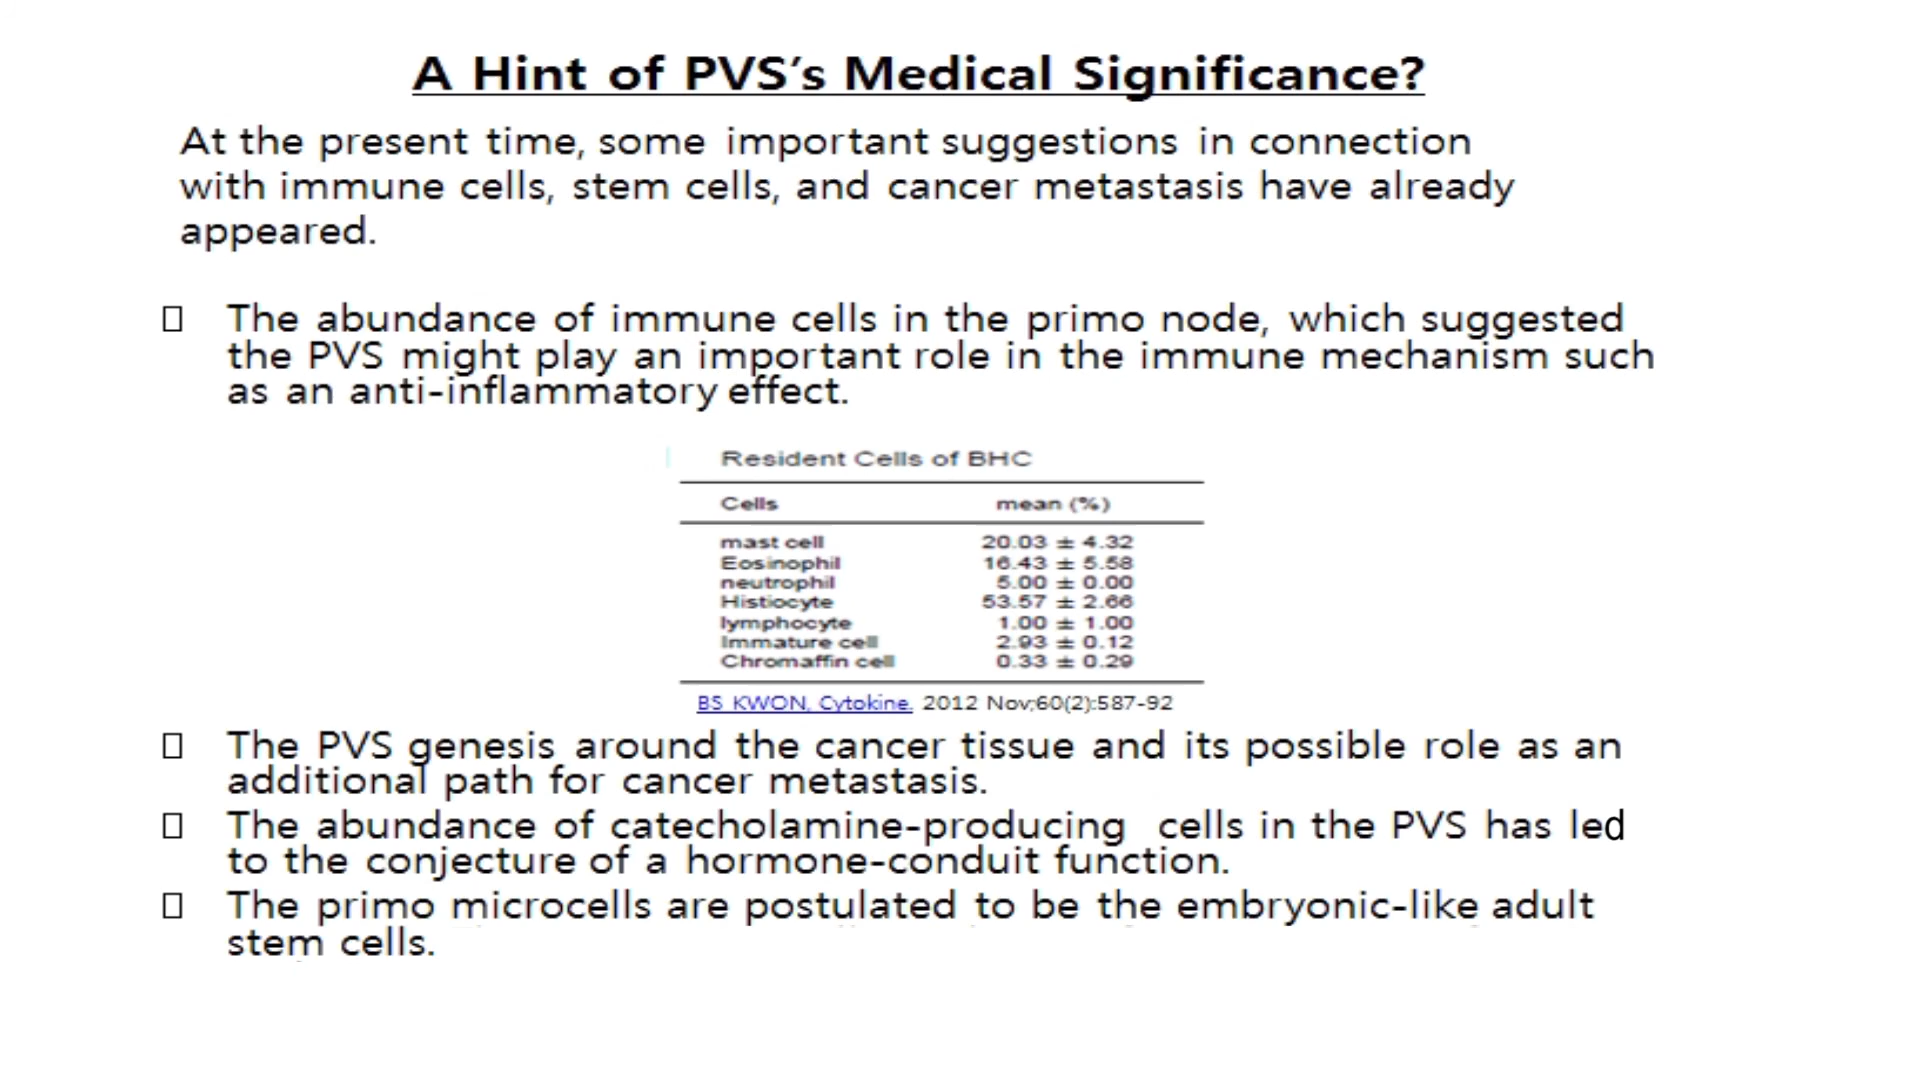 A Hint of PVS’s Medical Significance?
At the present time, some important suggestions in connection
with immune cells, stem cells, and cancer metastasis have already
appeared.
The abundance of immune cells in the primo node, which suggested
the PVS might play an important role in the immune mechanism such
as an anti-inflammatory effect.
Resident Cells of BHC
Cells mean (%)
mast cell 20.03 ± 4.32
Eosinophil 16.43 ± 5.58
neutrophil 5.00 ± 0.00
Histiocyte 53.57 ± 2.66
lymphocyte 1.00 ± 1.00
Immature cell 2.93 ± 0.12
Chromaffin cell 0.33 ± 0.29
BS KWON, Cytokine. 2012 Nov;60(2):587-92
The PVS genesis around the cancer tissue and its possible role as an
additional path for cancer metastasis.
The abundance of catecholamine-producing cells in the PVS has led
to the conjecture of a hormone-conduit function.
The primo microcells are postulated to be the embryonic-like adult
stem cells.